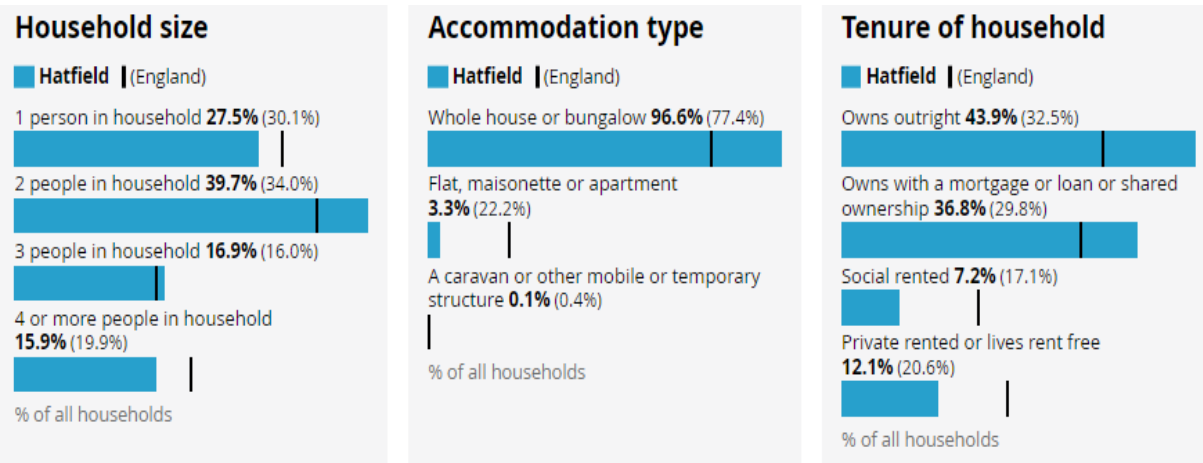 Household size
Hatfield (England)
1 person in household 27.5% (30.1%)
2 people in household 39.7% (34.0%)
3 people in household 16.9% (16.0%)
4 or more people in household
15.9% (19.9%)
% of all households
Accommodation type
Hatfield (England)
Whole house or bungalow 96.6% (77.4%)
Flat, maisonette or apartment
3.3% (22.2%)
A caravan or other mobile or temporary
structure 0.1% (0.4%)
% of all households
Tenure of household
Hatfield (England)
Owns outright 43.9% (32.5%)
Owns with a mortgage or loan or shared
ownership 36.8% (29.8%)
Social rented 7.2% (17.1%)
Private rented or lives rent free
12.1% (20.6%)
% of all households